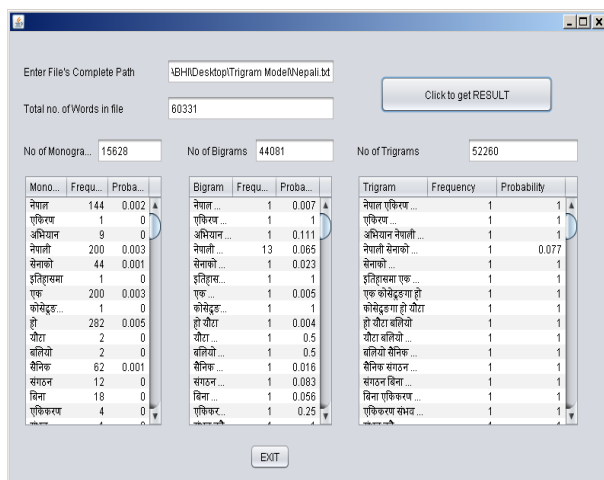 Enter File's Complete Path \BHI\Desktop\Trigram Model\Nepali.txt
Click to get RESULT
Total no. of Words in file 60331
No of Monogra... 15628 No of Bigrams 44081 No of Trigrams 52260
Mono... Frequ... Proba... Bigram Frequ... Proba... Trigram Frequency Probability
नेपाल 144 0.002 नेपाल ... 1 0.007 नेपाल एकिरण ... 1 1
एकिरण 1 0 एकिरण ... 1 1 एकिरण ... 1 1
अभियान 9 0 अभियान ... 1 0.111 अभियान नेपाली ... 1 1
नेपाली 200 0.003 नेपाली ... 13 0.065 नेपाली सेनाको ... 1 0.077
सेनाको 44 0.001 सेनाको ... 1 0.023 सेनाको ... 1 1
इतिहासमा 1 0 इतिहास... 1 1 इतिहासमा एक ... 1 1
एक 200 0.003 एक ... 1 0.005 एक कोसेढुङगा हो 1 1
कोसेढुङ... 1 0 कोसेढुङ... 1 1 कोसेढुङगा हो यौटा 1 1
हो 282 0.005 हो यौटा 1 0.004 हो यौटा बलियो 1 1
यौटा 2 0 यौटा ... 1 0.5 यौटा बलियो ... 1 1
बलियो 2 0 बलियो ... 1 0.5 बलियो सैनिक ... 1 1
सैनिक 62 0.001 सैनिक ... 1 0.016 सैनिक संगठन ... 1 1
संगठन 12 0 संगठन ... 1 0.083 संगठन बिना ... 1 1
बिना 18 0 बिना ... 1 0.056 बिना एकिकरण ... 1 1
एकिकरण 4 0 एकिकर... 1 0.25 एकिकरण संभव ... 1 1
EXIT